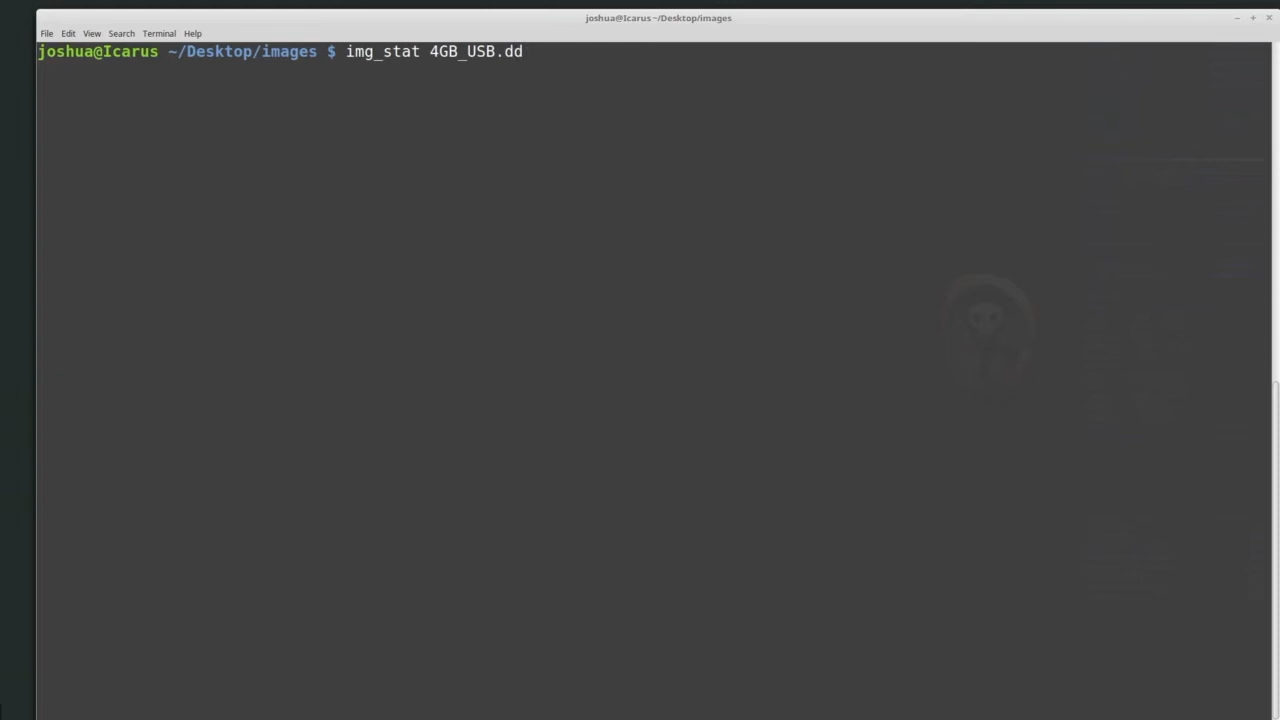 joshua@Icarus ~/Desktop/images
File Edit View Search Terminal Help
joshua@Icarus ~/Desktop/images $ img_stat 4GB_USB.dd